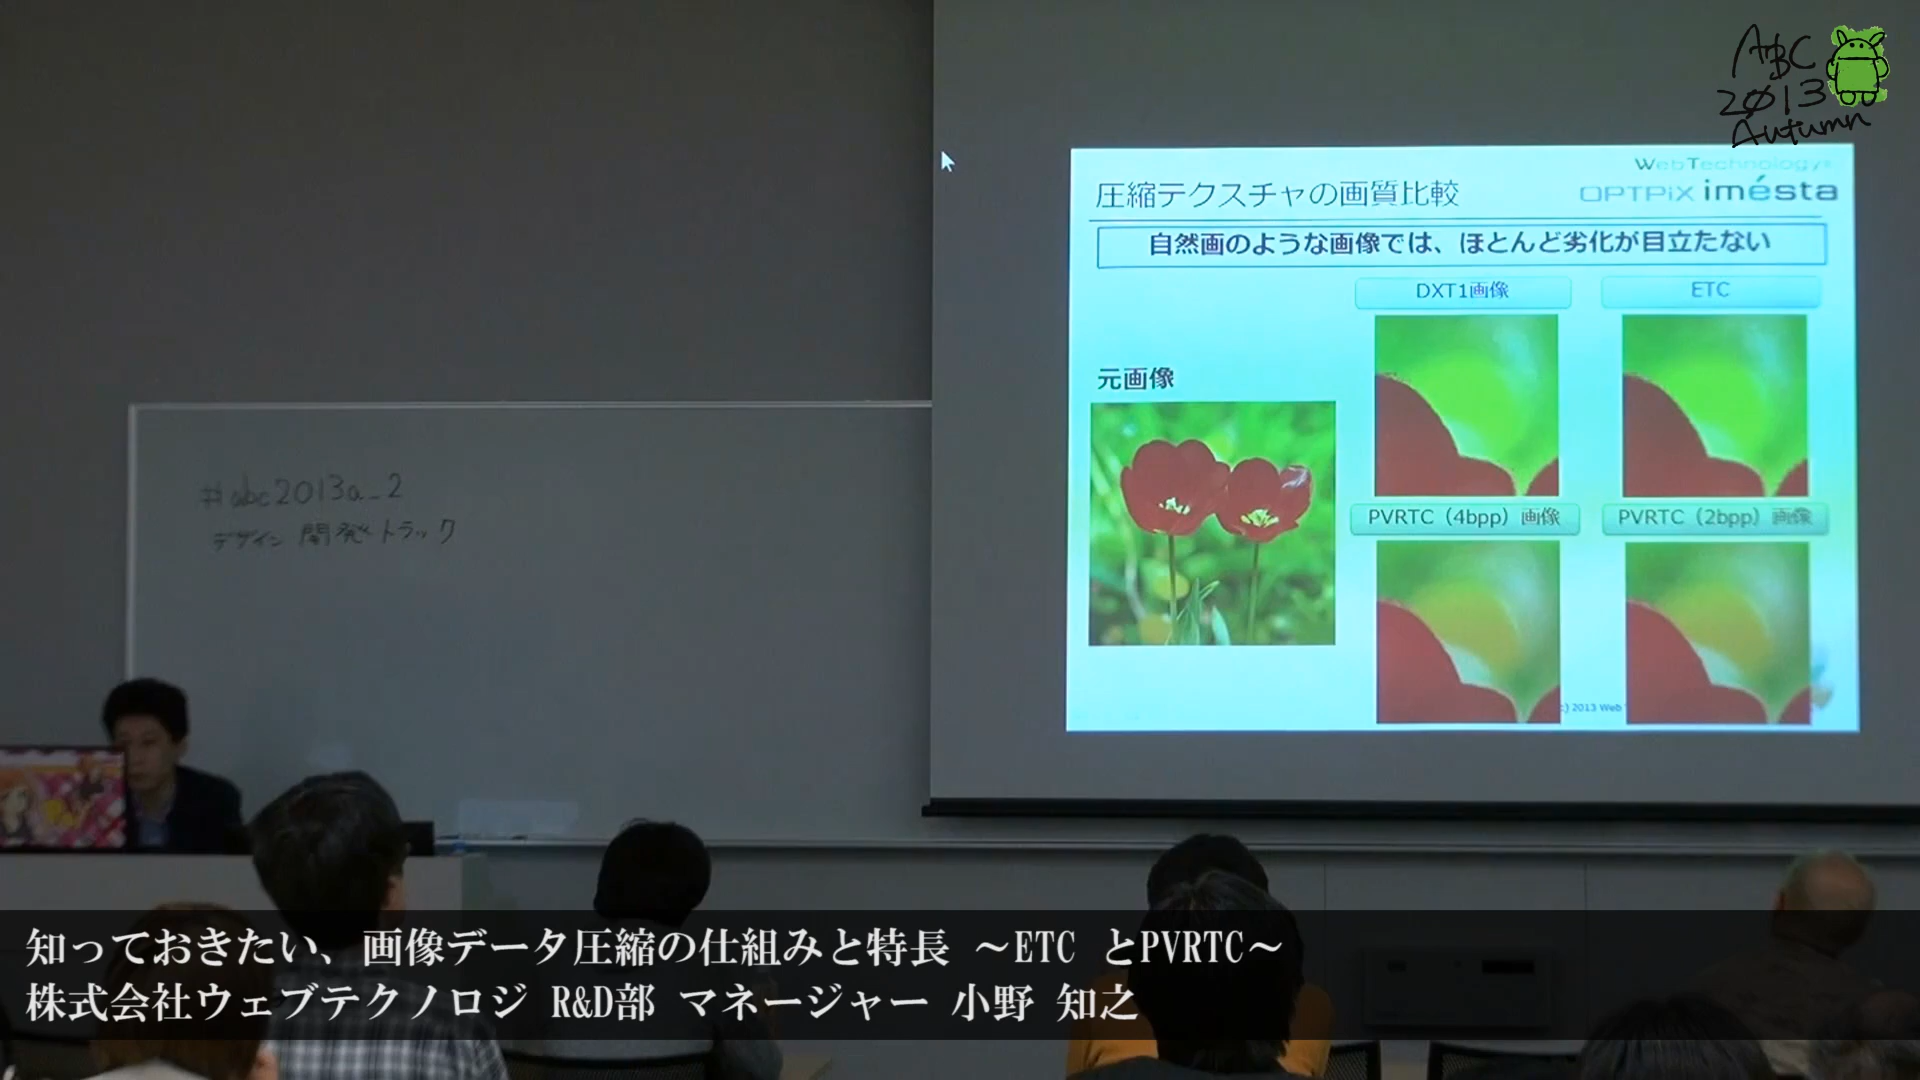 ABC
2013
Autumn
WebTechnology
OPTPiX imésta
圧縮テクスチャの画質比較
自然画のような画像では、ほとんど劣化が目立たない
DXT1画像
ETC
元画像
PVRTC（4bpp）画像
PVRTC（2bpp）画像
(c) 2013 Web
#abc2013a_2
デザイン 開発トラック
知っておきたい、画像データ圧縮の仕組みと特長 ～ETC とPVRTC～
株式会社ウェブテクノロジ R&D部 マネージャー 小野 知之